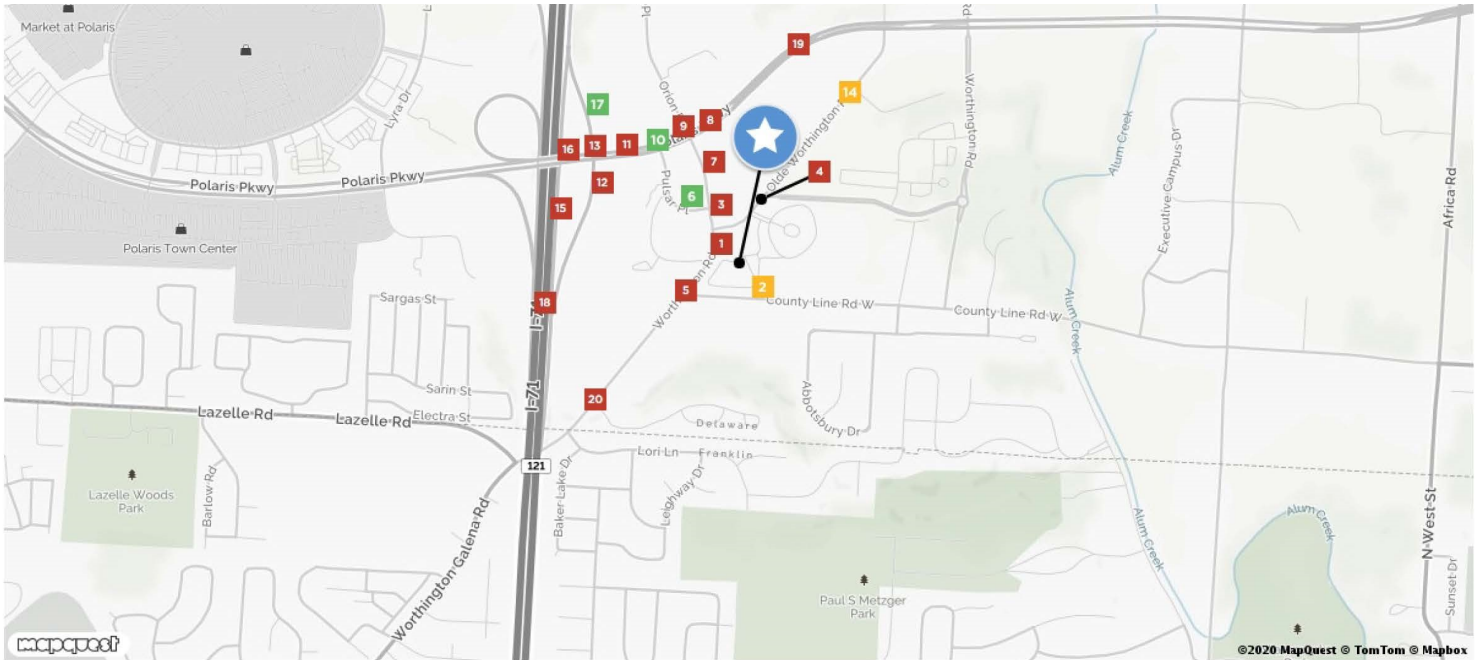 Market at Polaris
19
14
17
Orion Pl
Lyra Dr
8
9
10
11
13
16
Polaris Pkwy
Olde Worthington Rd
Worthington Rd
Alum Creek
Executive Campus Dr
Africa Rd
7
4
12
Polaris Pkwy
Polaris Pkwy
Pulsar Pl
6
3
15
1
Polaris Town Center
5
2
18
I-71
Sargas St
Worthington Rd
County Line Rd W
County Line Rd W
Alum Creek
Sarin St
20
I-71
Lazelle Rd
Lazelle Rd
Electra St
Abbotsbury Dr
Delaware
Lori Ln
Franklin
121
Lazelle Woods
Park
Barlow Rd
Baker Lake Dr
Leighway Dr
Worthington Galena Rd
Alum Creek
Alum Creek
N West St
Sunset Dr
Paul S Metzger
Park
mapquest
©2020 MapQuest © TomTom © Mapbox